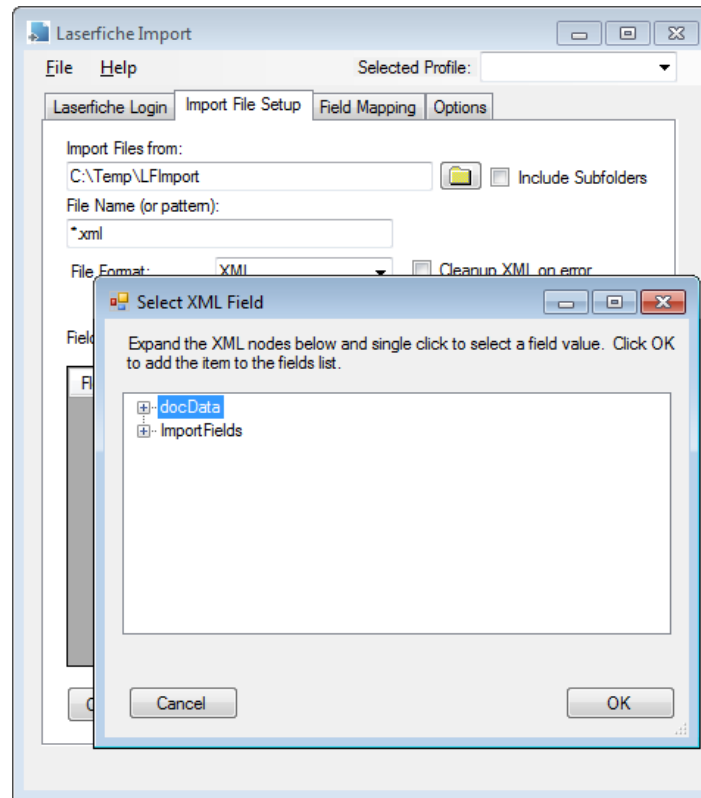 Laserfiche Import
File Help Selected Profile:
Laserfiche Login Import File Setup Field Mapping Options
Import Files from:
C:\Temp\LFImport Include Subfolders
File Name (or pattern):
*.xml
File Format: XML Cleanup XML on error
Select XML Field
Expand the XML nodes below and single click to select a field value. Click OK
to add the item to the fields list.
docData
ImportFields
Cancel OK